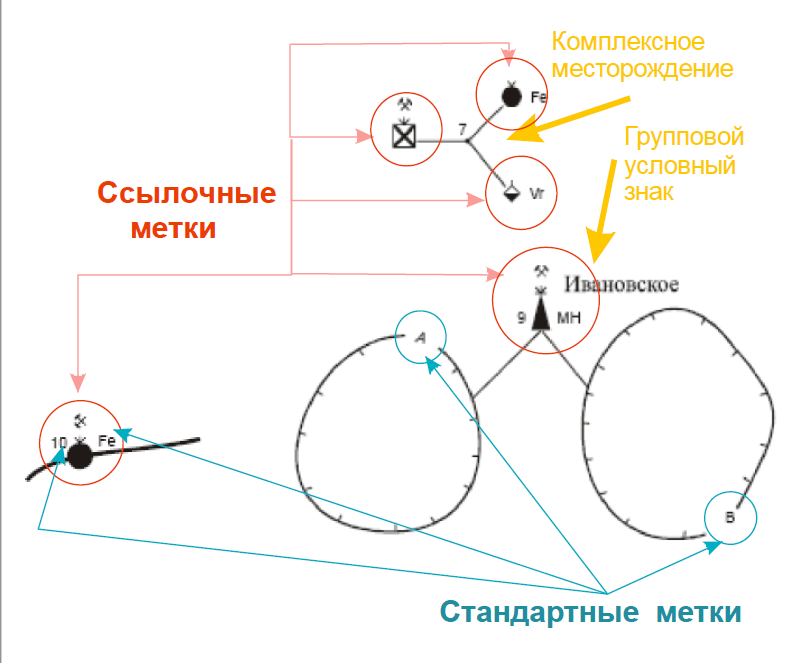 Комплексное
месторождение
Fe
7
Групповой
условный
знак
Vr
Ссылочные
метки
Ивановское
9
МН
A
10
Fe
B
Стандартные метки